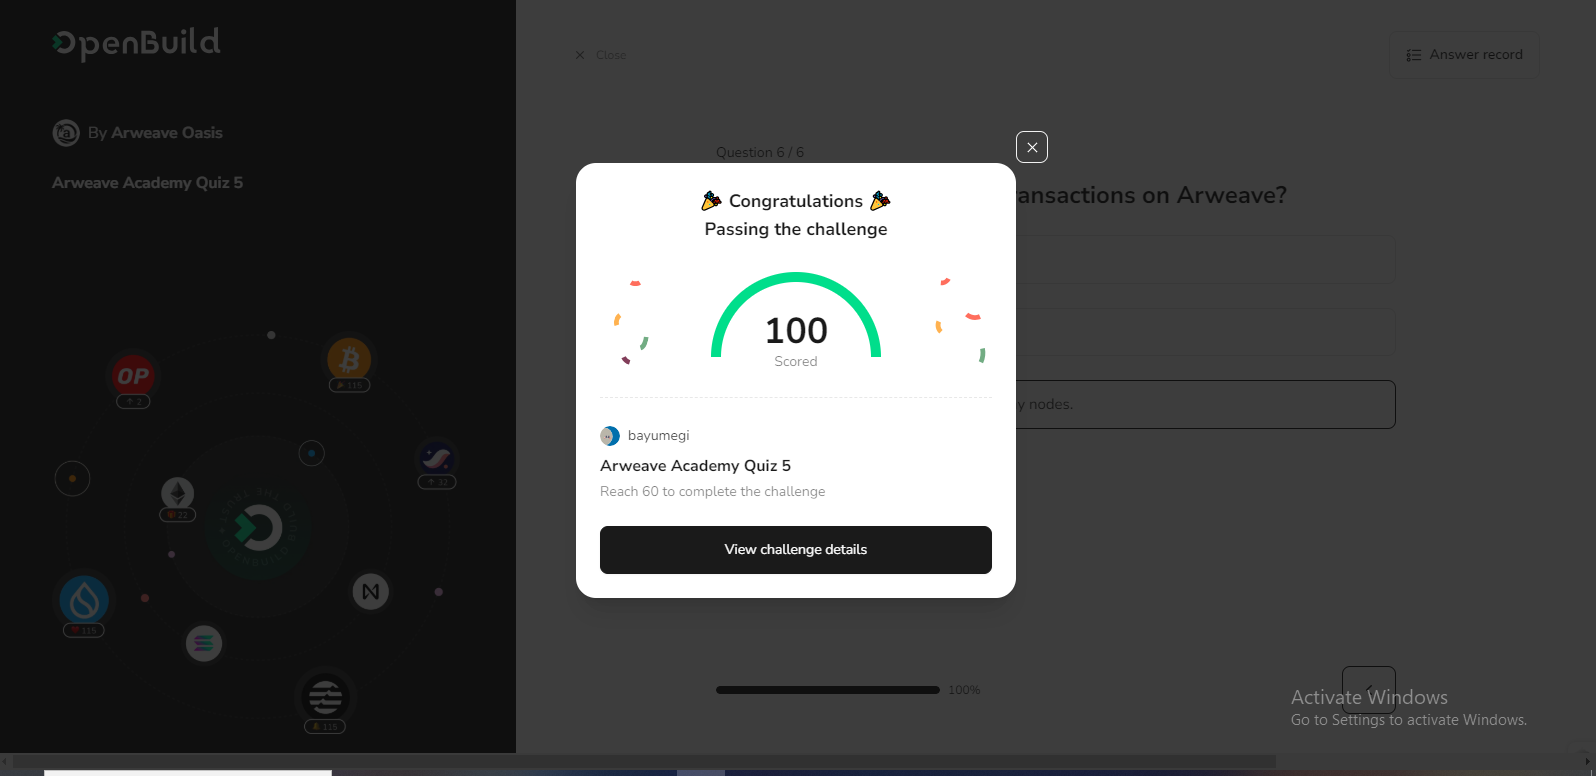 OpenBuild
Close
Answer record
By Arweave Oasis
Arweave Academy Quiz 5
Question 6 / 6
ansactions on Arweave?
y nodes.
Congratulations
Passing the challenge
100
Scored
bayumegi
Arweave Academy Quiz 5
Reach 60 to complete the challenge
View challenge details
OP
2
115
32
22
115
115
100%
Activate Windows
Go to Settings to activate Windows.